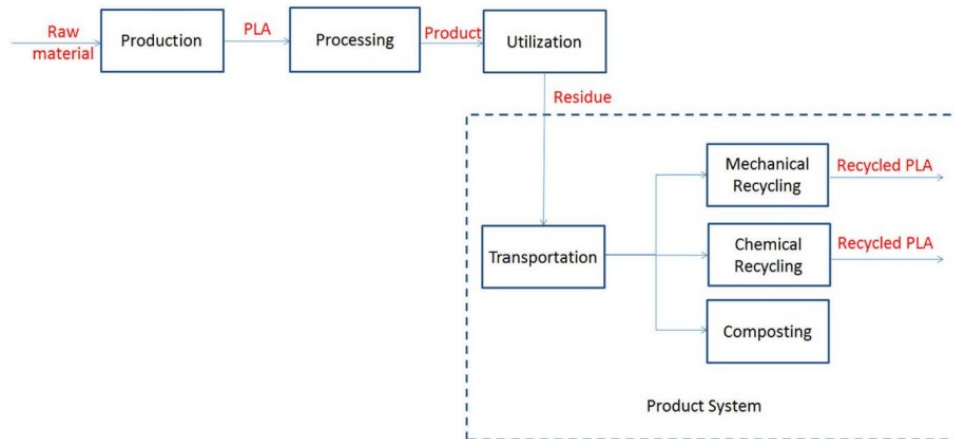 Raw
material
Production
PLA
Processing
Product
Utilization
Residue
Transportation
Mechanical
Recycling
Recycled PLA
Chemical
Recycling
Recycled PLA
Composting
Product System